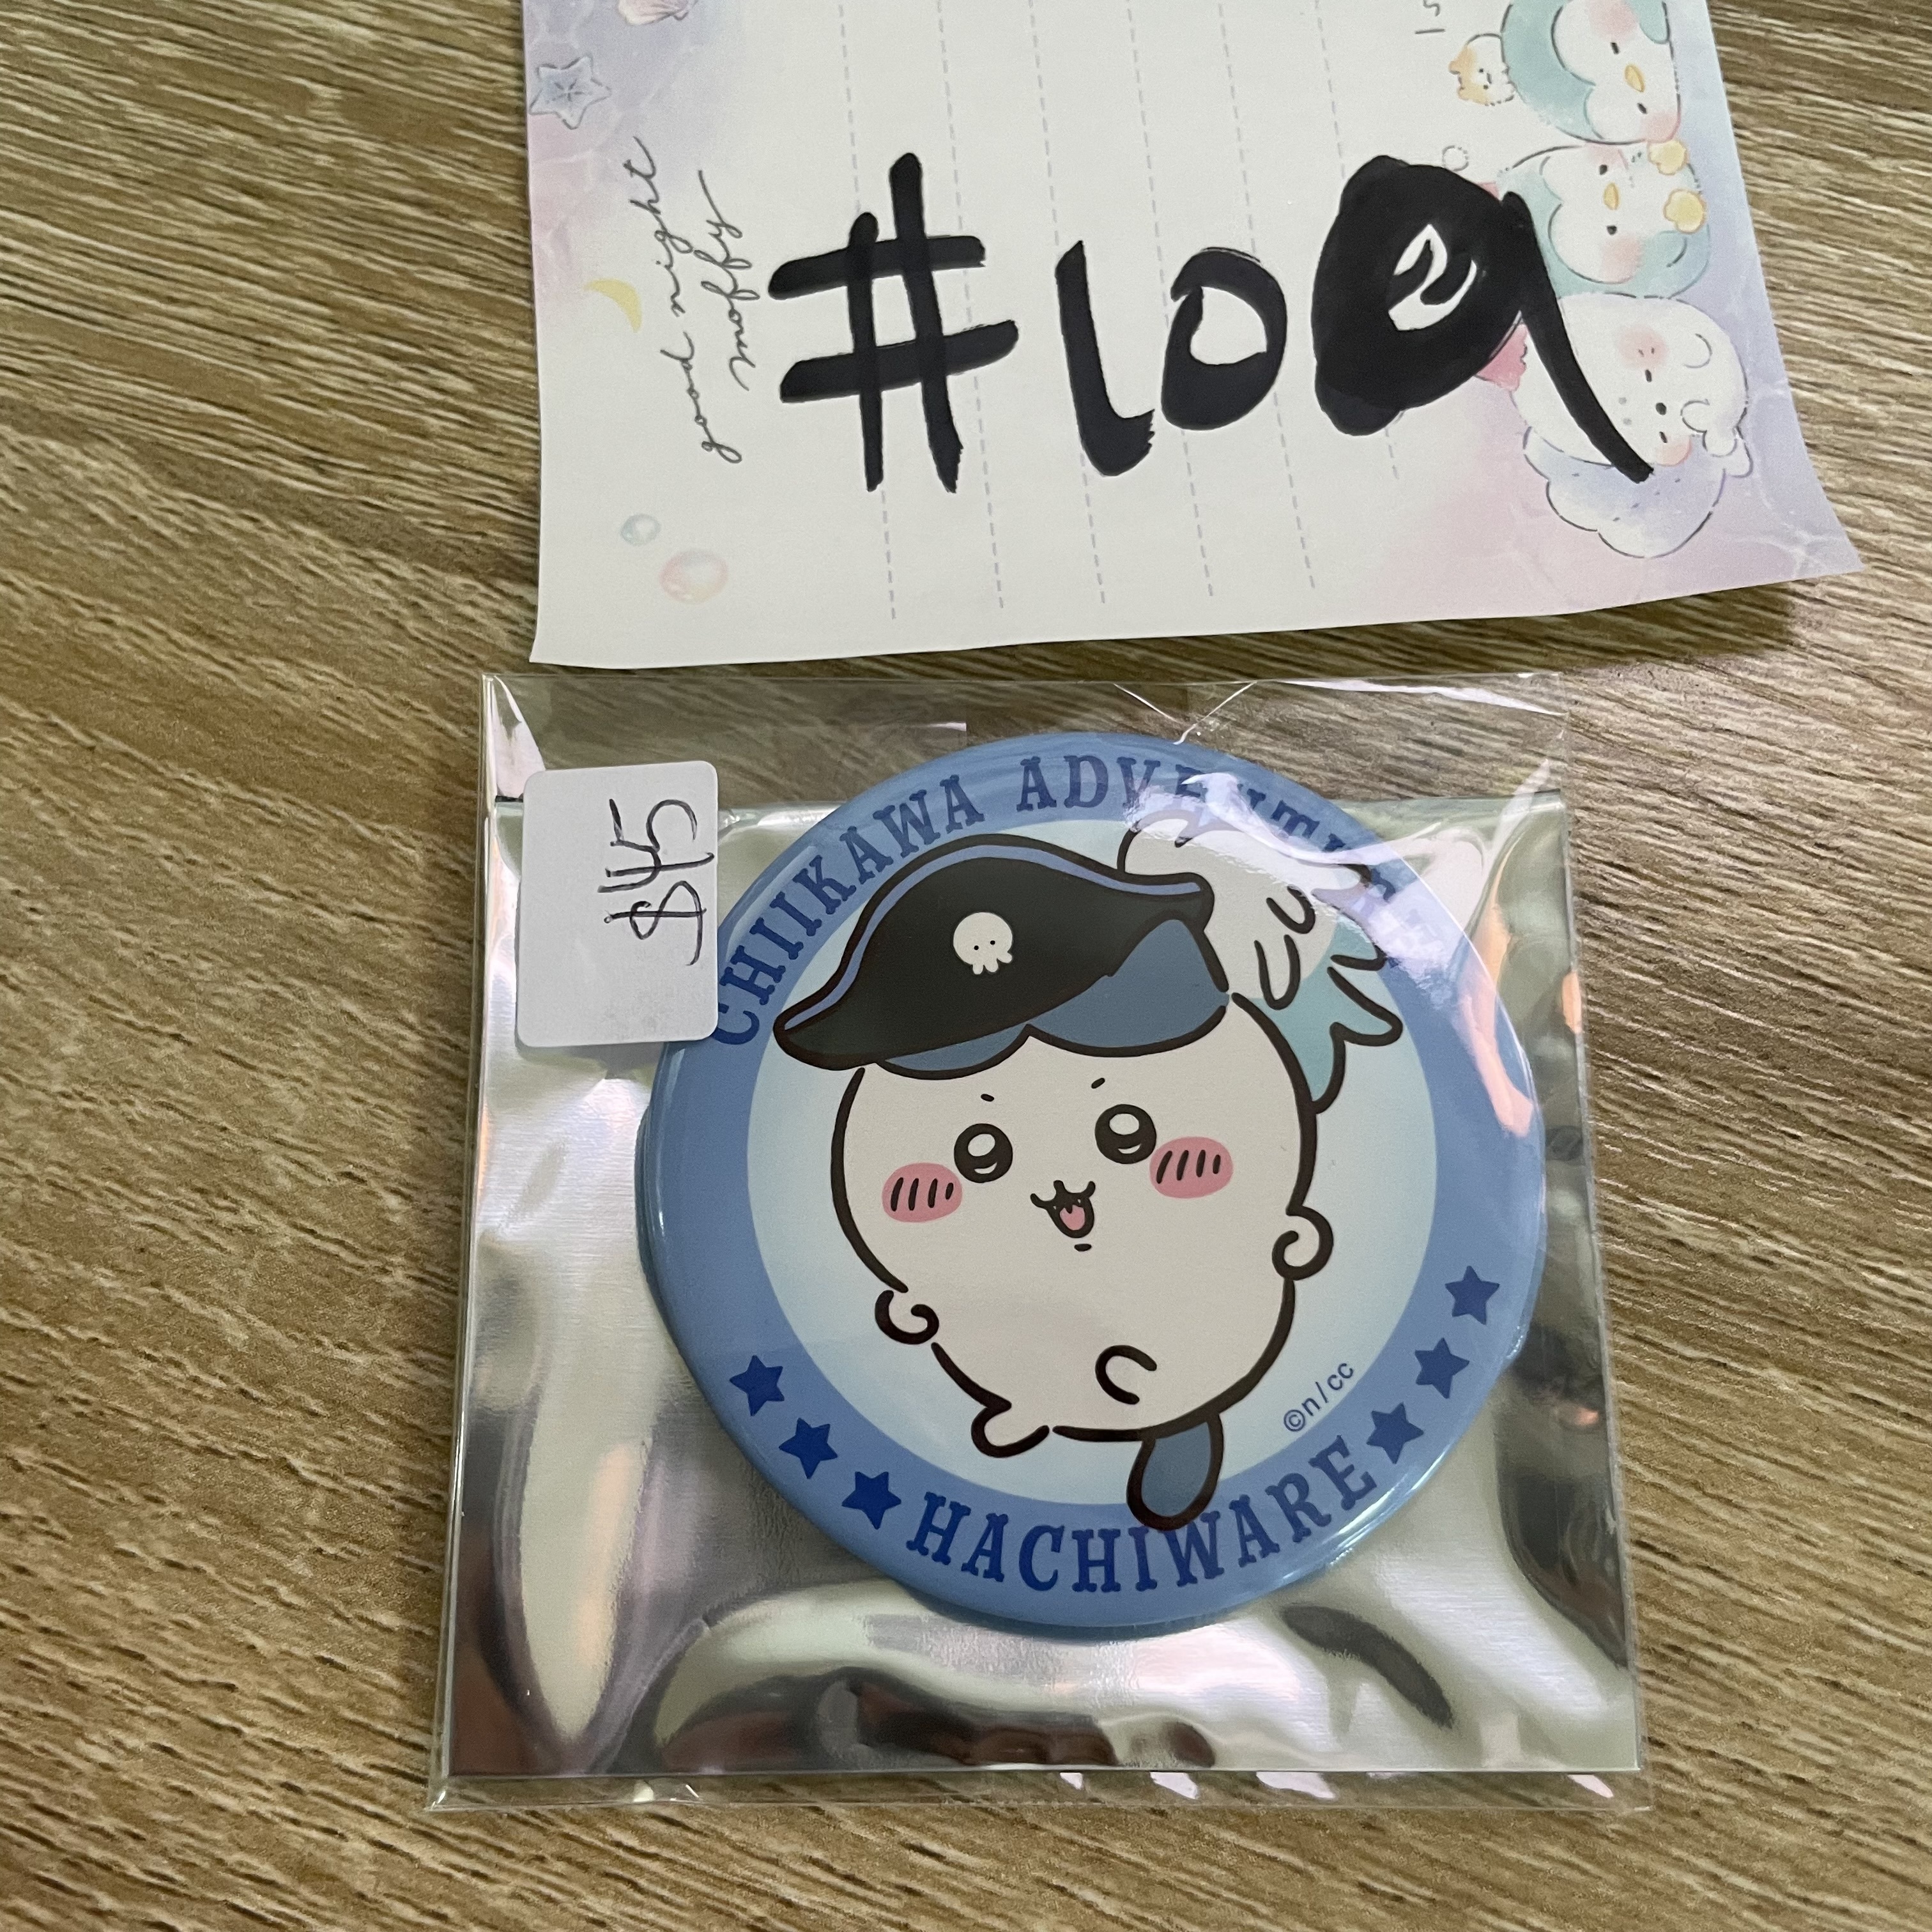 good night
moffy
#109
$45
CHIIKAWA ADVENTURE
©n/cc
HACHIWARE